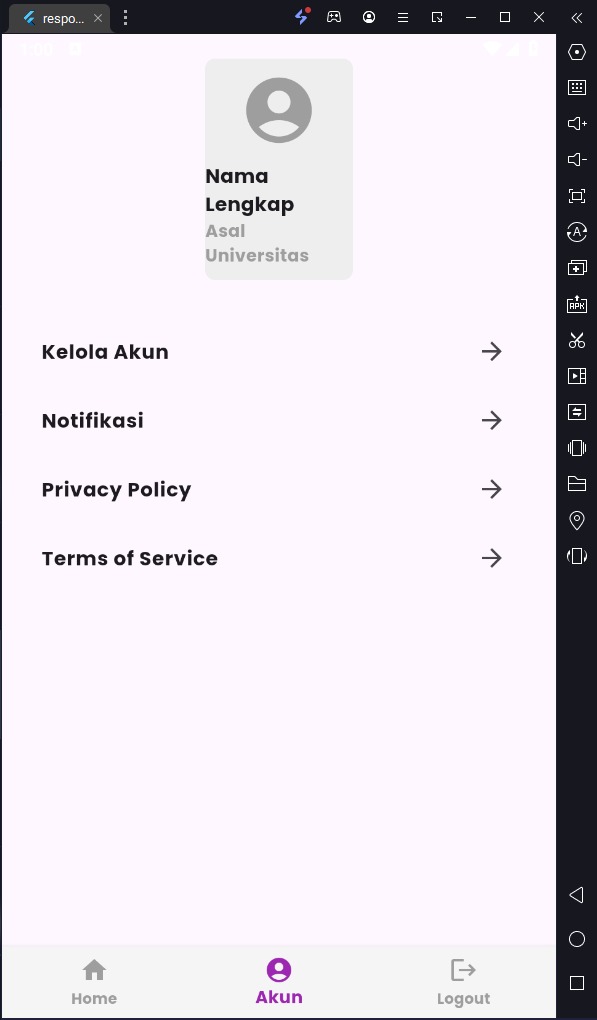 respo...
Nama
Lengkap
Asal
Universitas
Kelola Akun
Notifikasi
Privacy Policy
Terms of Service
Home
Akun
Logout